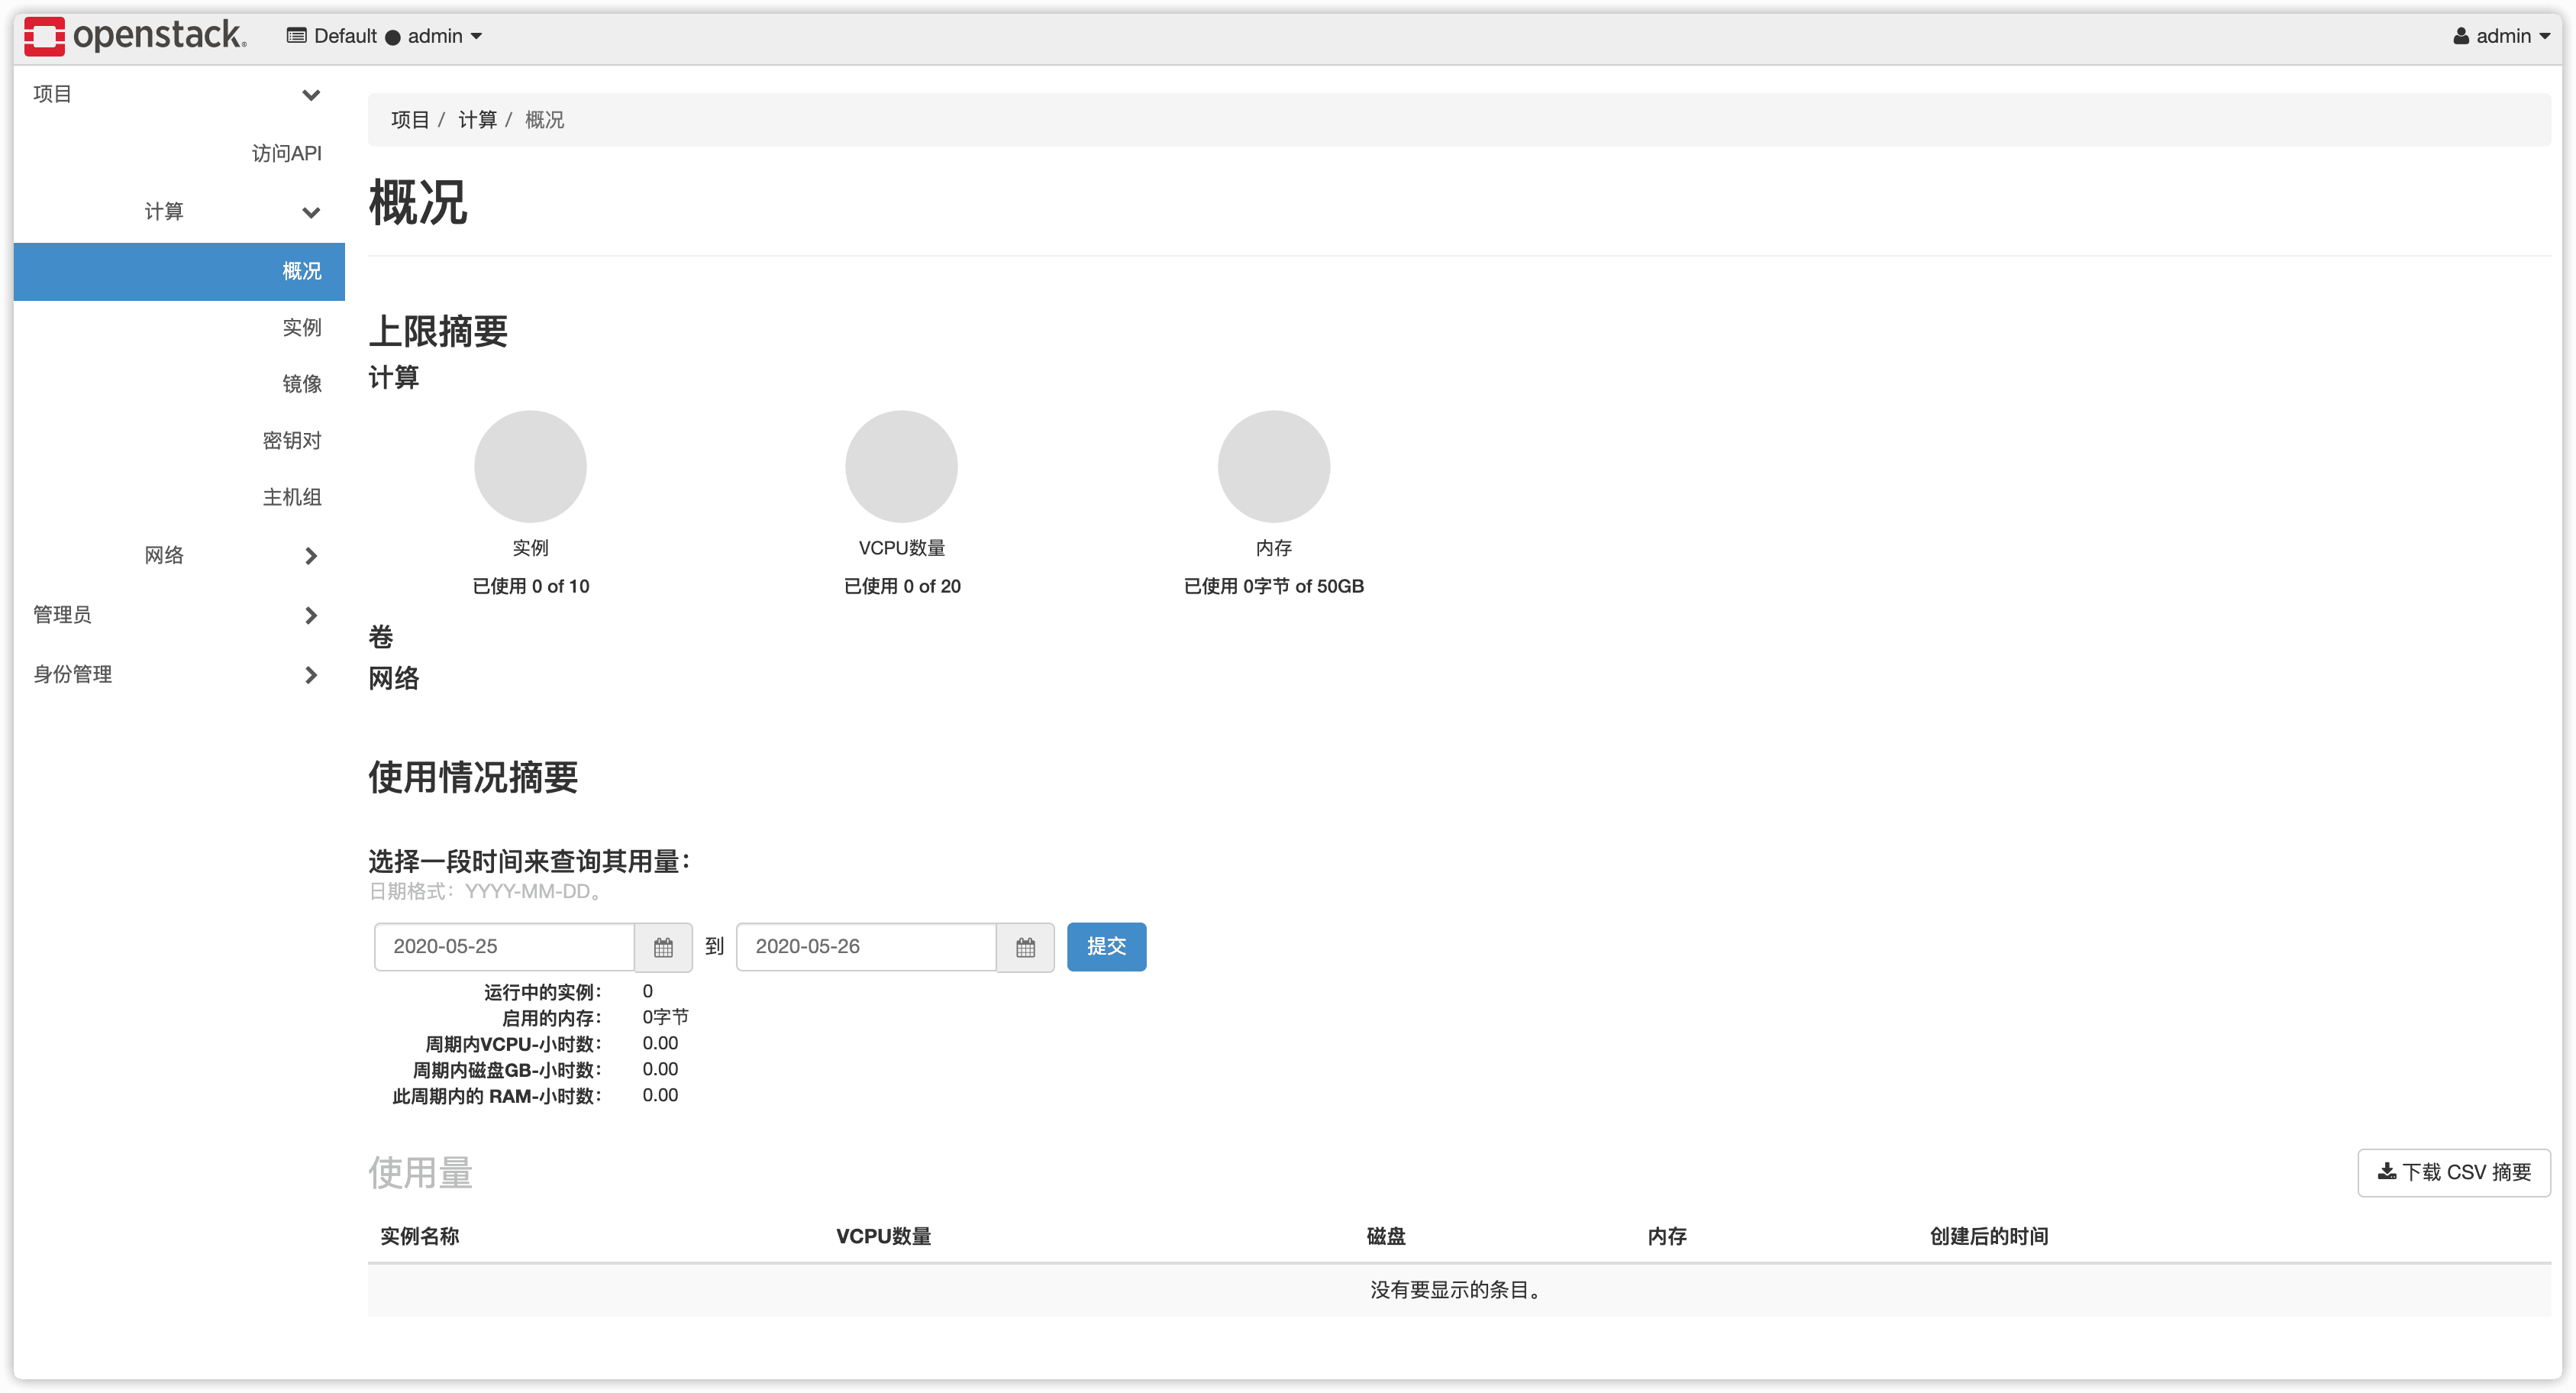 openstack.
Default ● admin
admin
项目
访问API
计算
概况
实例
镜像
密钥对
主机组
网络
管理员
身份管理
项目 / 计算 / 概况
概况
上限摘要
计算
实例
已使用 0 of 10
VCPU数量
已使用 0 of 20
内存
已使用 0字节 of 50GB
卷
网络
使用情况摘要
选择一段时间来查询其用量：
日期格式：YYYY-MM-DD。
2020-05-25 到 2020-05-26 提交
运行中的实例： 0
启用的内存： 0字节
周期内VCPU-小时数： 0.00
周期内磁盘GB-小时数： 0.00
此周期内的 RAM-小时数： 0.00
使用量
下载 CSV 摘要
实例名称 VCPU数量 磁盘 内存 创建后的时间
没有要显示的条目。